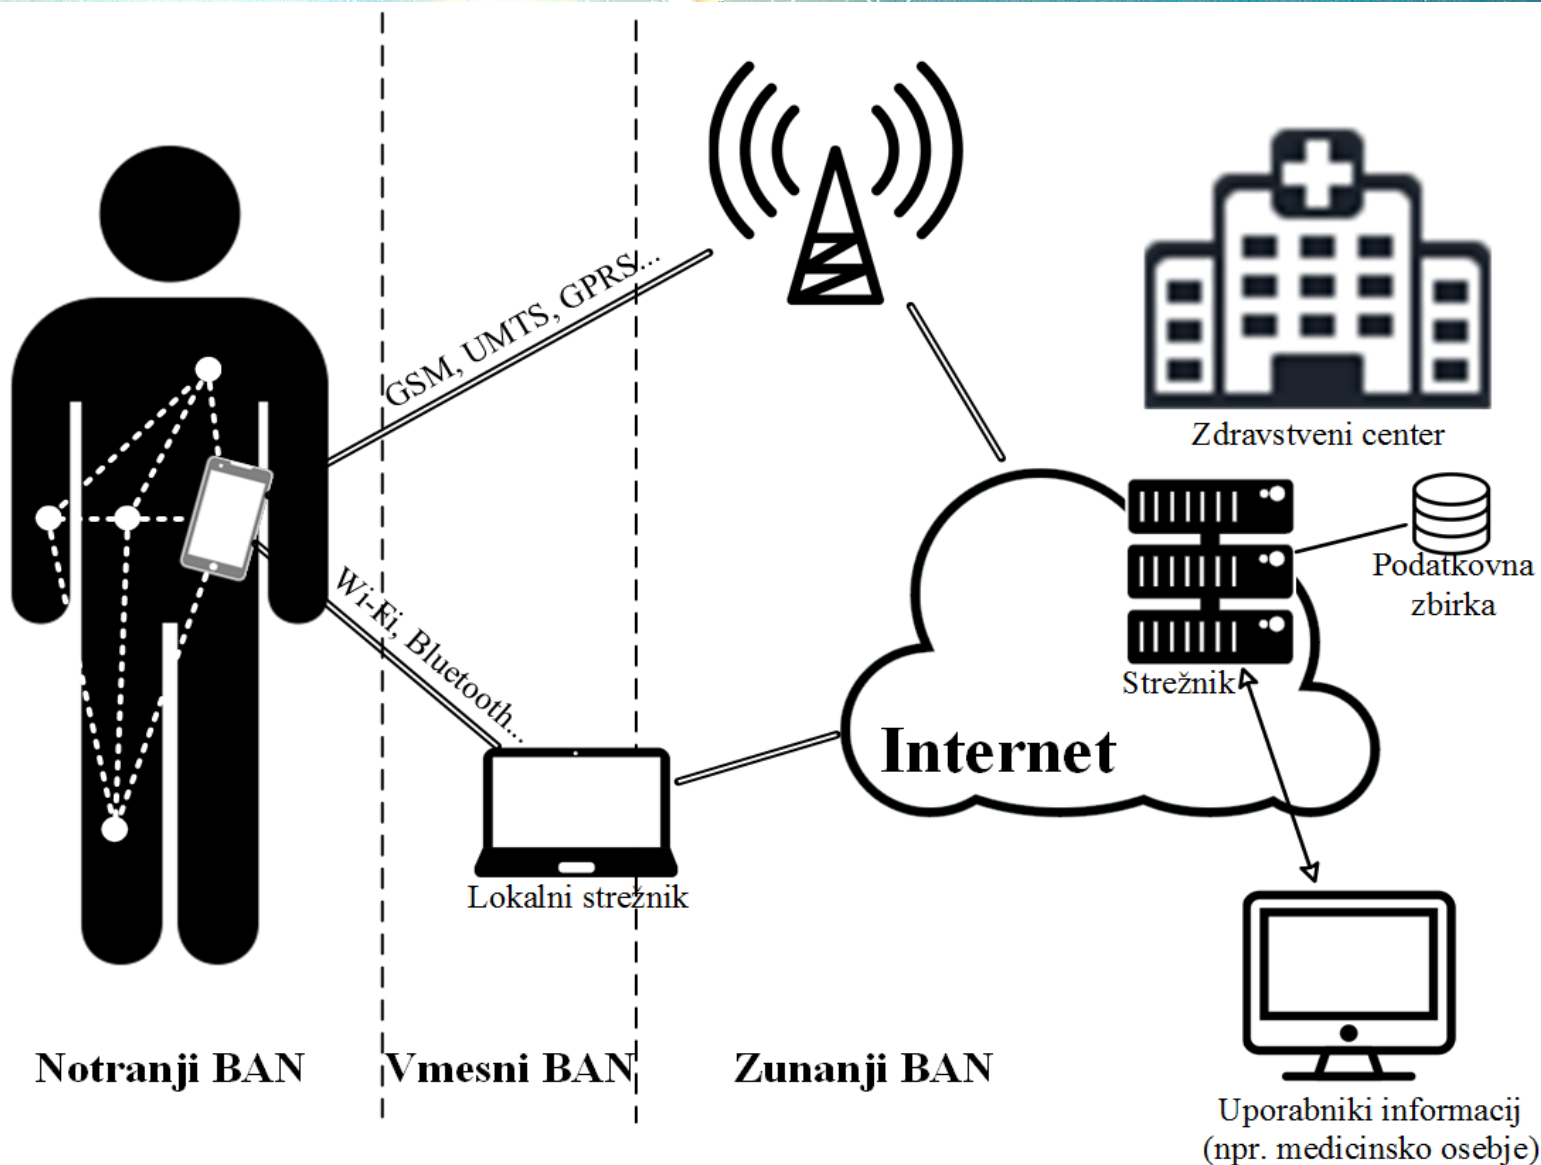 GSM, UMTS, GPRS...
Zdravstveni center
Podatkovna
zbirka
Wi-Fi, Bluetooth...
Strežnik
Internet
Lokalni strežnik
Notranji BAN
Vmesni BAN
Zunanji BAN
Uporabniki informacij
(npr. medicinsko osebje)